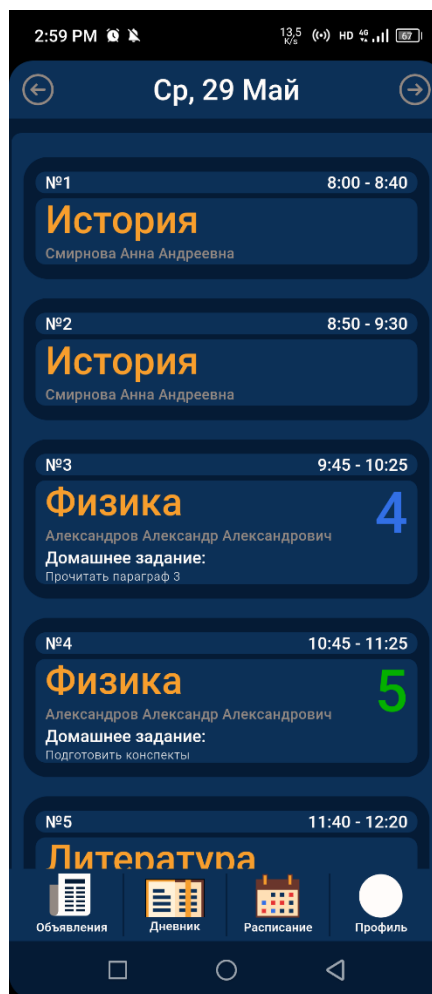 2:59 PM
13,5 K/s
HD 4G 67
Ср, 29 Май
№1 8:00 - 8:40
История
Смирнова Анна Андреевна
№2 8:50 - 9:30
История
Смирнова Анна Андреевна
№3 9:45 - 10:25
Физика 4
Александров Александр Александрович
Домашнее задание:
Прочитать параграф 3
№4 10:45 - 11:25
Физика 5
Александров Александр Александрович
Домашнее задание:
Подготовить конспекты
№5 11:40 - 12:20
Литература
Объявления Дневник Расписание Профиль